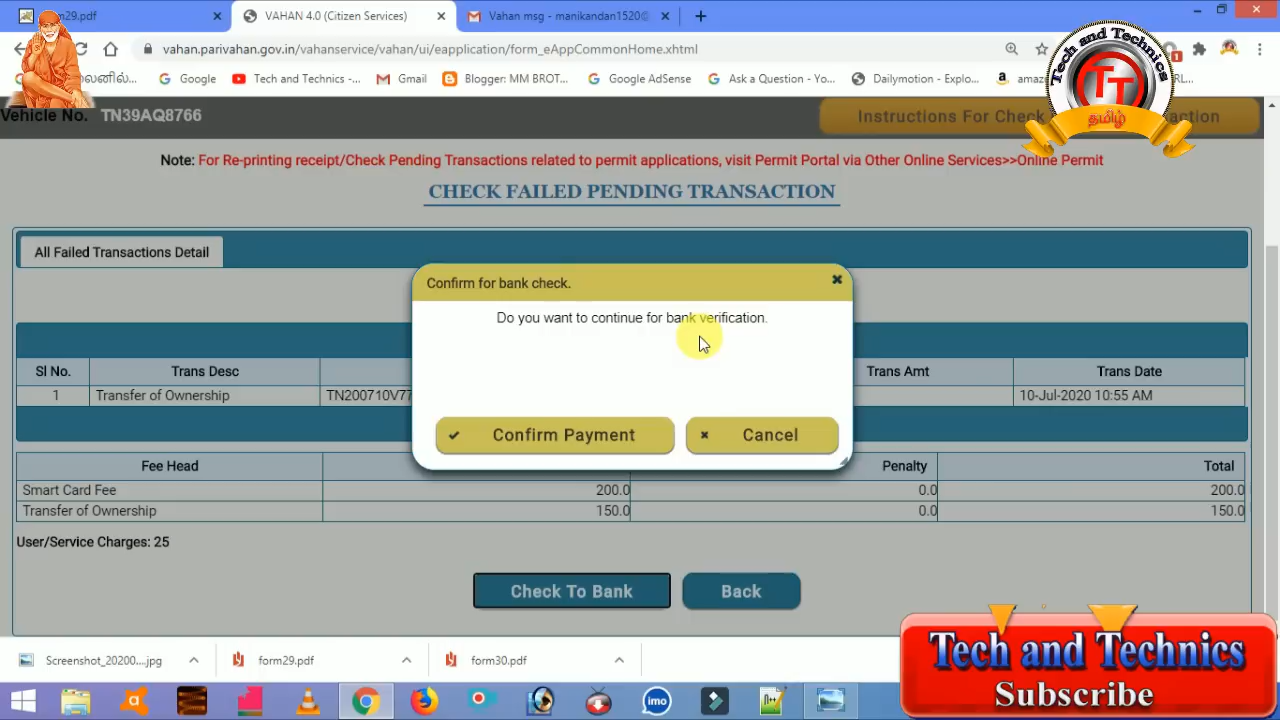 rm29.pdf
VAHAN 4.0 (Citizen Services)
Vahan msg - manikandan1520@
vahan.parivahan.gov.in/vahanservice/vahan/ui/eapplication/form_eAppCommonHome.xhtml
Google
Tech and Technics -...
Gmail
Blogger: MM BROT...
Google AdSense
Ask a Question - Yo...
Dailymotion - Explo...
amaz
RL...
1
Tech and Technics
TT
தமிழ்
Vehicle No. TN39AQ8766
Instructions For Check
Note: For Re-printing receipt/Check Pending Transactions related to permit applications, visit Permit Portal via Other Online Services>>Online Permit
CHECK FAILED PENDING TRANSACTION
All Failed Transactions Detail
Confirm for bank check.
Do you want to continue for bank verification.
Confirm Payment
Cancel
Sl No. Trans Desc Trans Amt Trans Date
1 Transfer of Ownership TN200710V77 10-Jul-2020 10:55 AM
Fee Head Penalty Total
Smart Card Fee 200.0 0.0 200.0
Transfer of Ownership 150.0 0.0 150.0
User/Service Charges: 25
Check To Bank
Back
Screenshot_20200....jpg
form29.pdf
form30.pdf
Tech and Technics
Subscribe
imo